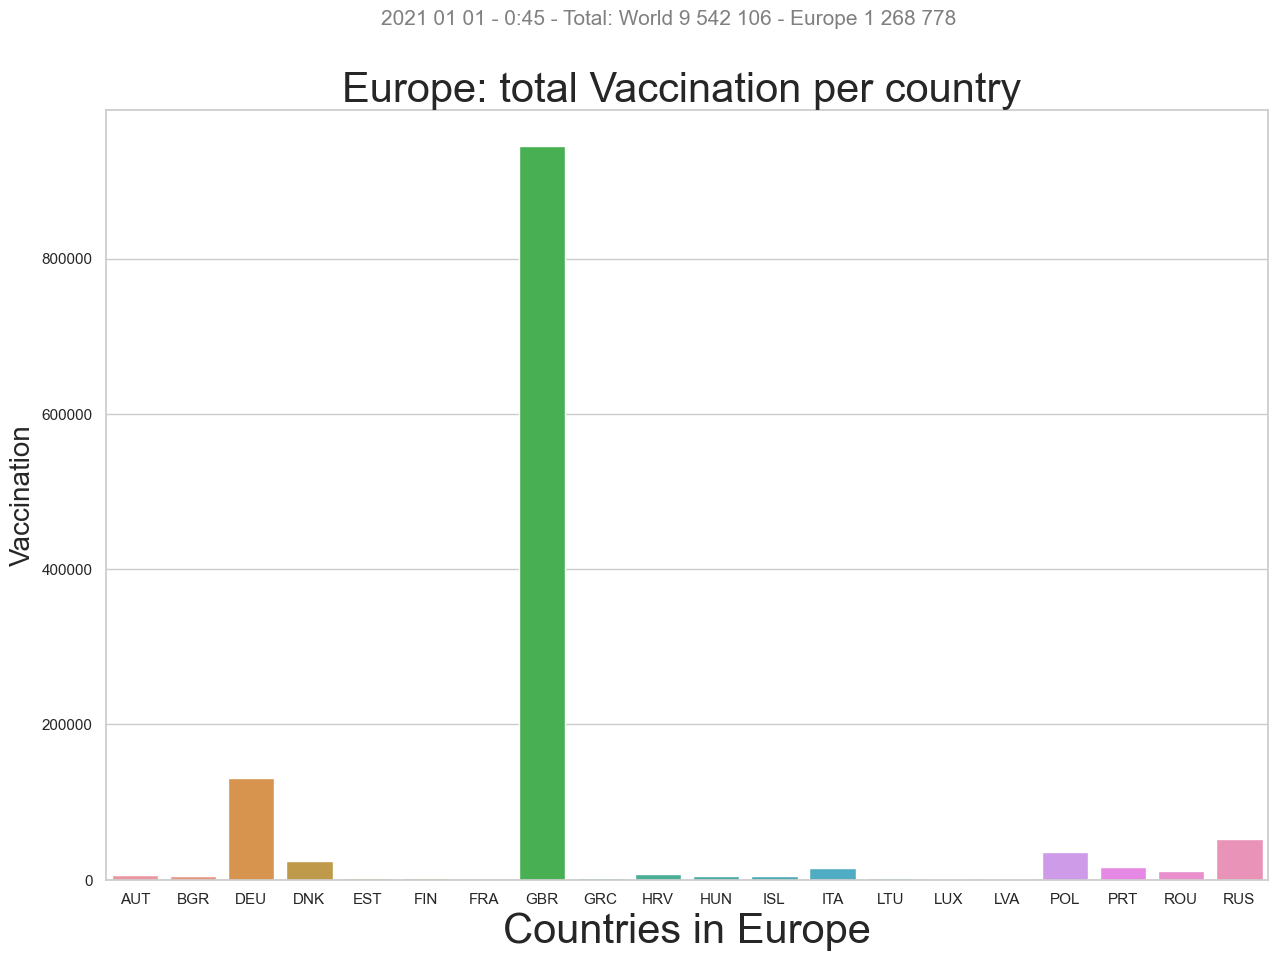 2021 01 01 - 0:45 - Total: World 9 542 106 - Europe 1 268 778
Europe: total Vaccination per country
Vaccination
800000
600000
400000
200000
0
AUT BGR DEU DNK EST FIN FRA GBR GRC HRV HUN ISL ITA LTU LUX LVA POL PRT ROU RUS
Countries in Europe